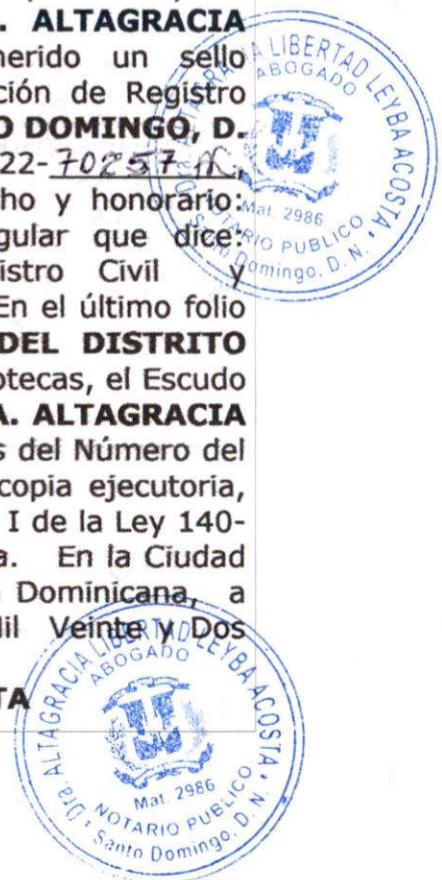 . ALTAGRACIA
nerido un sello
ción de Registro
O DOMINGO, D.
22-70257
cho y honorario:
gular que dice:
istro Civil y
En el último folio
DEL DISTRITO
otecas, el Escudo
A. ALTAGRACIA
s del Número del
copia ejecutoria,
I de la Ley 140-
a. En la Ciudad
Dominicana, a
Mil Veinte y Dos
TA
ALTAGRACIA LIBERTAD LEYBA ACOSTA
ABOGADO
Mat. 2986
NOTARIO PUBLICO
Santo Domingo, D. N.
Dra. ALTAGRACIA LIBERTAD LEYBA ACOSTA
ABOGADO
Mat. 2986
NOTARIO PUBLICO
Santo Domingo, D. N.